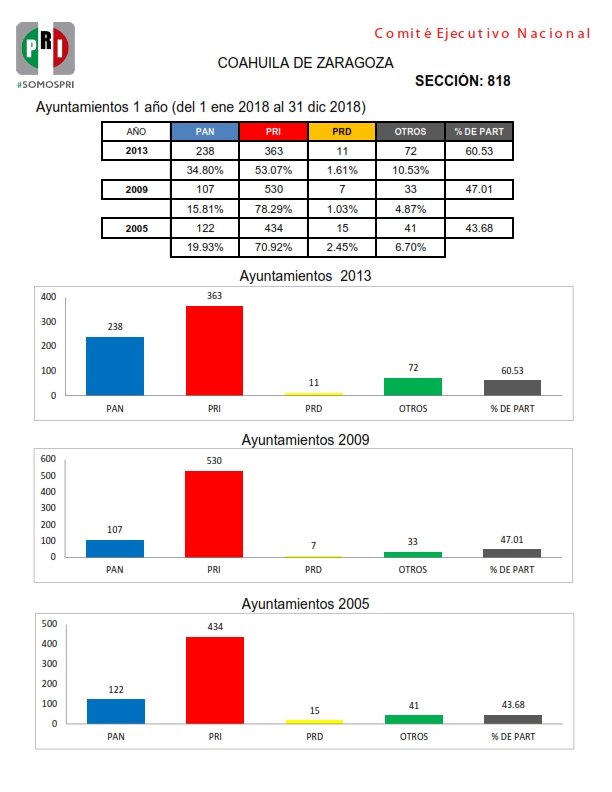 Comité Ejecutivo Nacional
PRI
#SOMOSPRI
COAHUILA DE ZARAGOZA
SECCIÓN: 818
Ayuntamientos 1 año (del 1 ene 2018 al 31 dic 2018)
AÑO PAN PRI PRD OTROS % DE PART
2013 238 363 11 72 60.53
34.80% 53.07% 1.61% 10.53%
2009 107 530 7 33 47.01
15.81% 78.29% 1.03% 4.87%
2005 122 434 15 41 43.68
19.93% 70.92% 2.45% 6.70%
Ayuntamientos 2013
400
300
200
100
0
238
363
11
72
60.53
PAN PRI PRD OTROS % DE PART
Ayuntamientos 2009
600
500
400
300
200
100
0
107
530
7
33
47.01
PAN PRI PRD OTROS % DE PART
Ayuntamientos 2005
500
400
300
200
100
0
122
434
15
41
43.68
PAN PRI PRD OTROS % DE PART